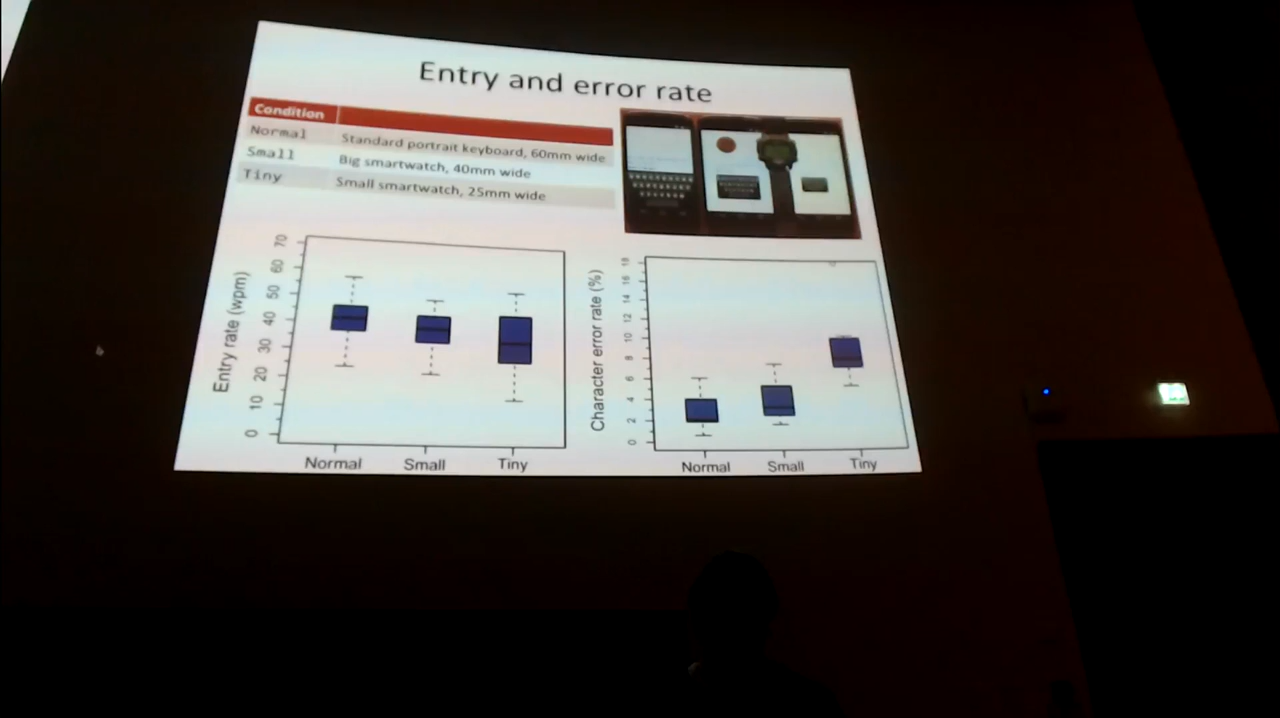 Entry and error rate
Condition
Normal Standard portrait keyboard, 60mm wide
Small Big smartwatch, 40mm wide
Tiny Small smartwatch, 25mm wide
Entry rate (wpm)
70
60
50
40
30
20
10
0
Normal Small Tiny
Character error rate (%)
18
16
14
12
10
8
6
4
2
0
Normal Small Tiny